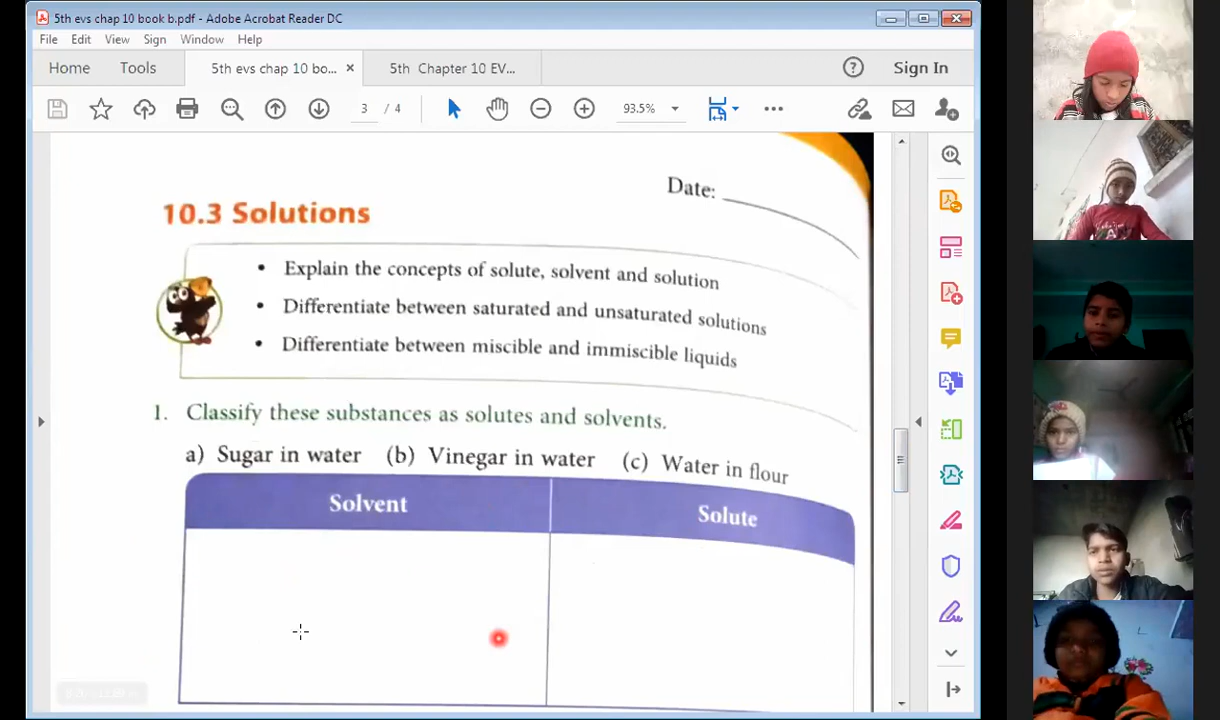 5th evs chap 10 book b.pdf - Adobe Acrobat Reader DC
File Edit View Sign Window Help
Home Tools 5th evs chap 10 bo... × 5th Chapter 10 EV... ? Sign In
3 / 4 93.5%
Date:
10.3 Solutions
• Explain the concepts of solute, solvent and solution
• Differentiate between saturated and unsaturated solutions
• Differentiate between miscible and immiscible liquids
1. Classify these substances as solutes and solvents.
a) Sugar in water (b) Vinegar in water (c) Water in flour
Solvent Solute